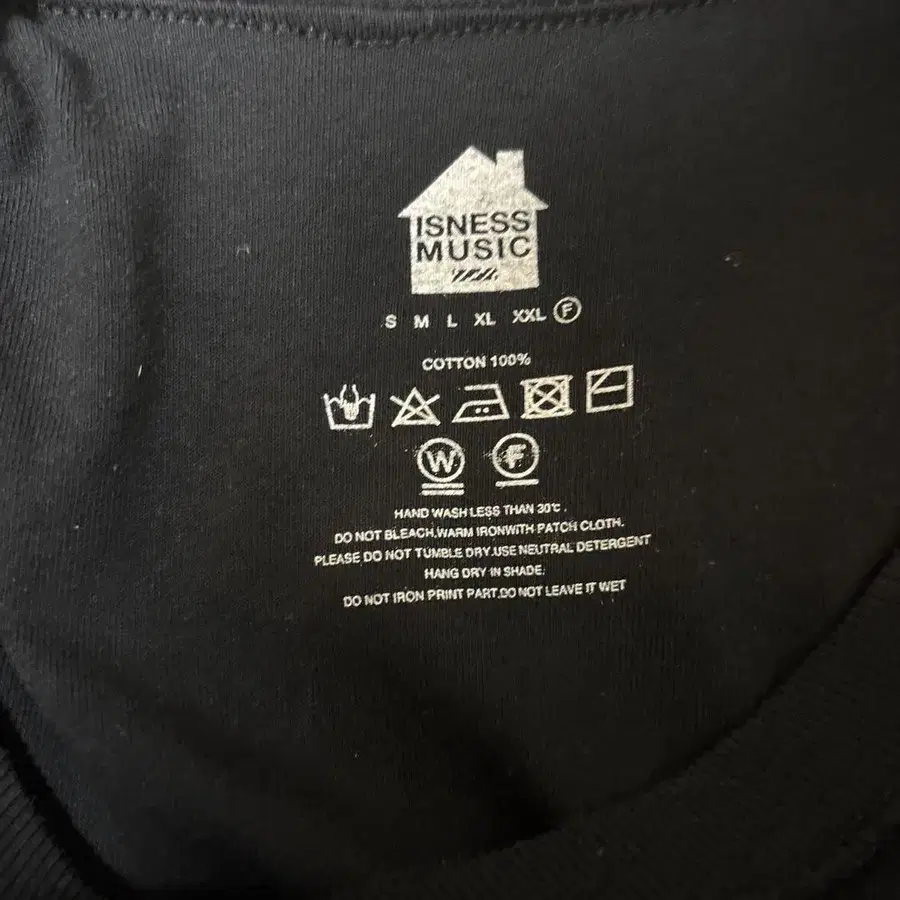 ISNESS
MUSIC
S M L XL XXL F
COTTON 100%
W F
HAND WASH LESS THAN 30℃.
DO NOT BLEACH.WARM IRONWITH PATCH CLOTH.
PLEASE DO NOT TUMBLE DRY.USE NEUTRAL DETERGENT
HANG DRY IN SHADE.
DO NOT IRON PRINT PART.DO NOT LEAVE IT WET